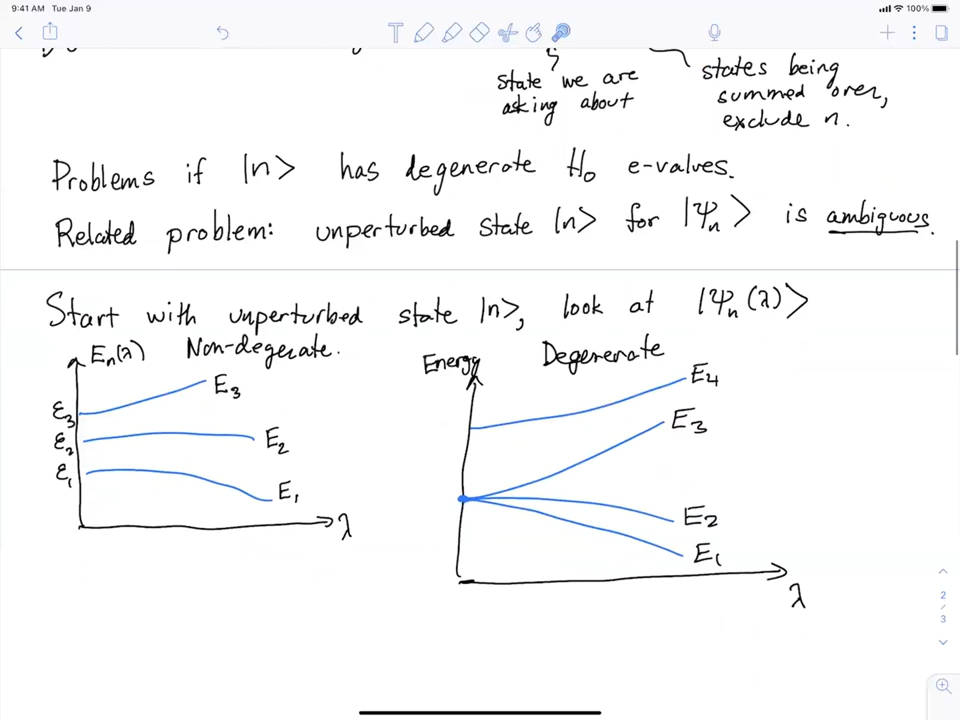 9:41 AM Tue Jan 9
100%
state we are
asking about
states being
summed over,
exclude n.
Problems if |n> has degenerate H₀ e-values.
Related problem: unperturbed state |n> for |Ψₙ> is ambiguous.
Start with unperturbed state |n>, look at |Ψₙ(λ)>
Eₙ(λ) Non-degerate.
ε₃
ε₂
ε₁
E₃
E₂
E₁
λ
Energy Degenerate
E₄
E₃
E₂
E₁
λ
2
/
3